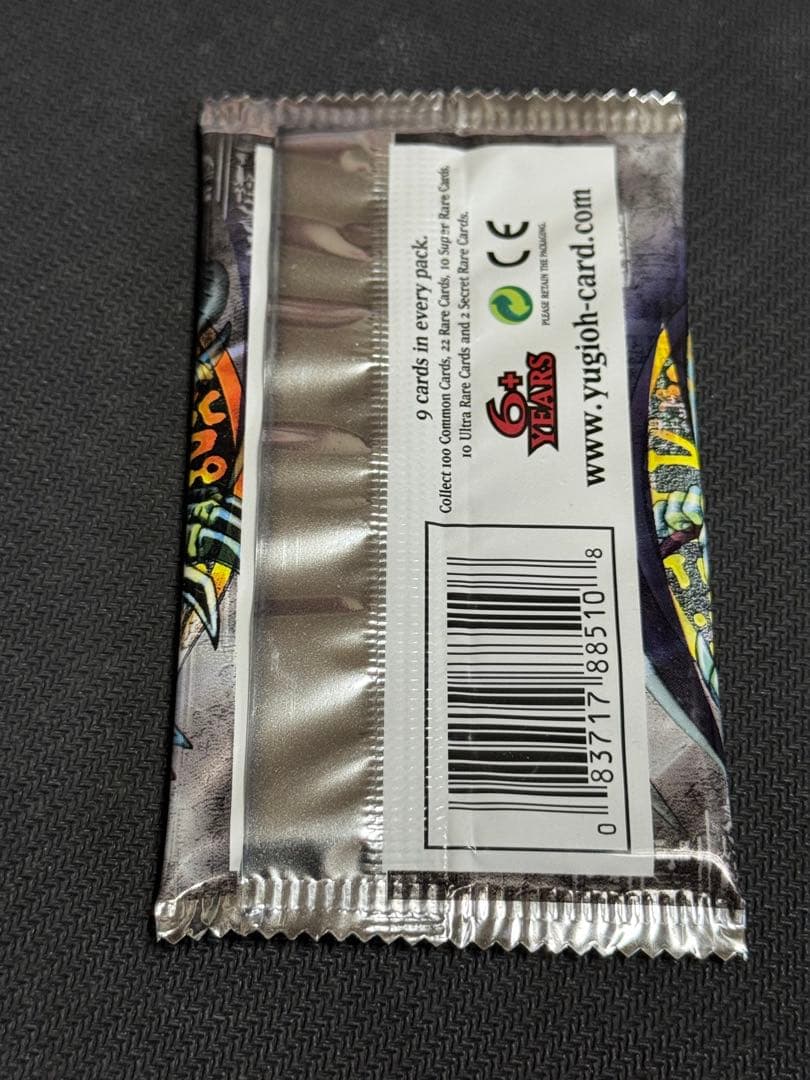 9 cards in every pack.
Collect 100 Common Cards, 22 Rare Cards, 10 Super Rare Cards,
10 Ultra Rare Cards and 2 Secret Rare Cards.
6+
YEARS
CE
PLEASE RETAIN THE PACKAGING.
www.yugioh-card.com
0 83717 88510 8